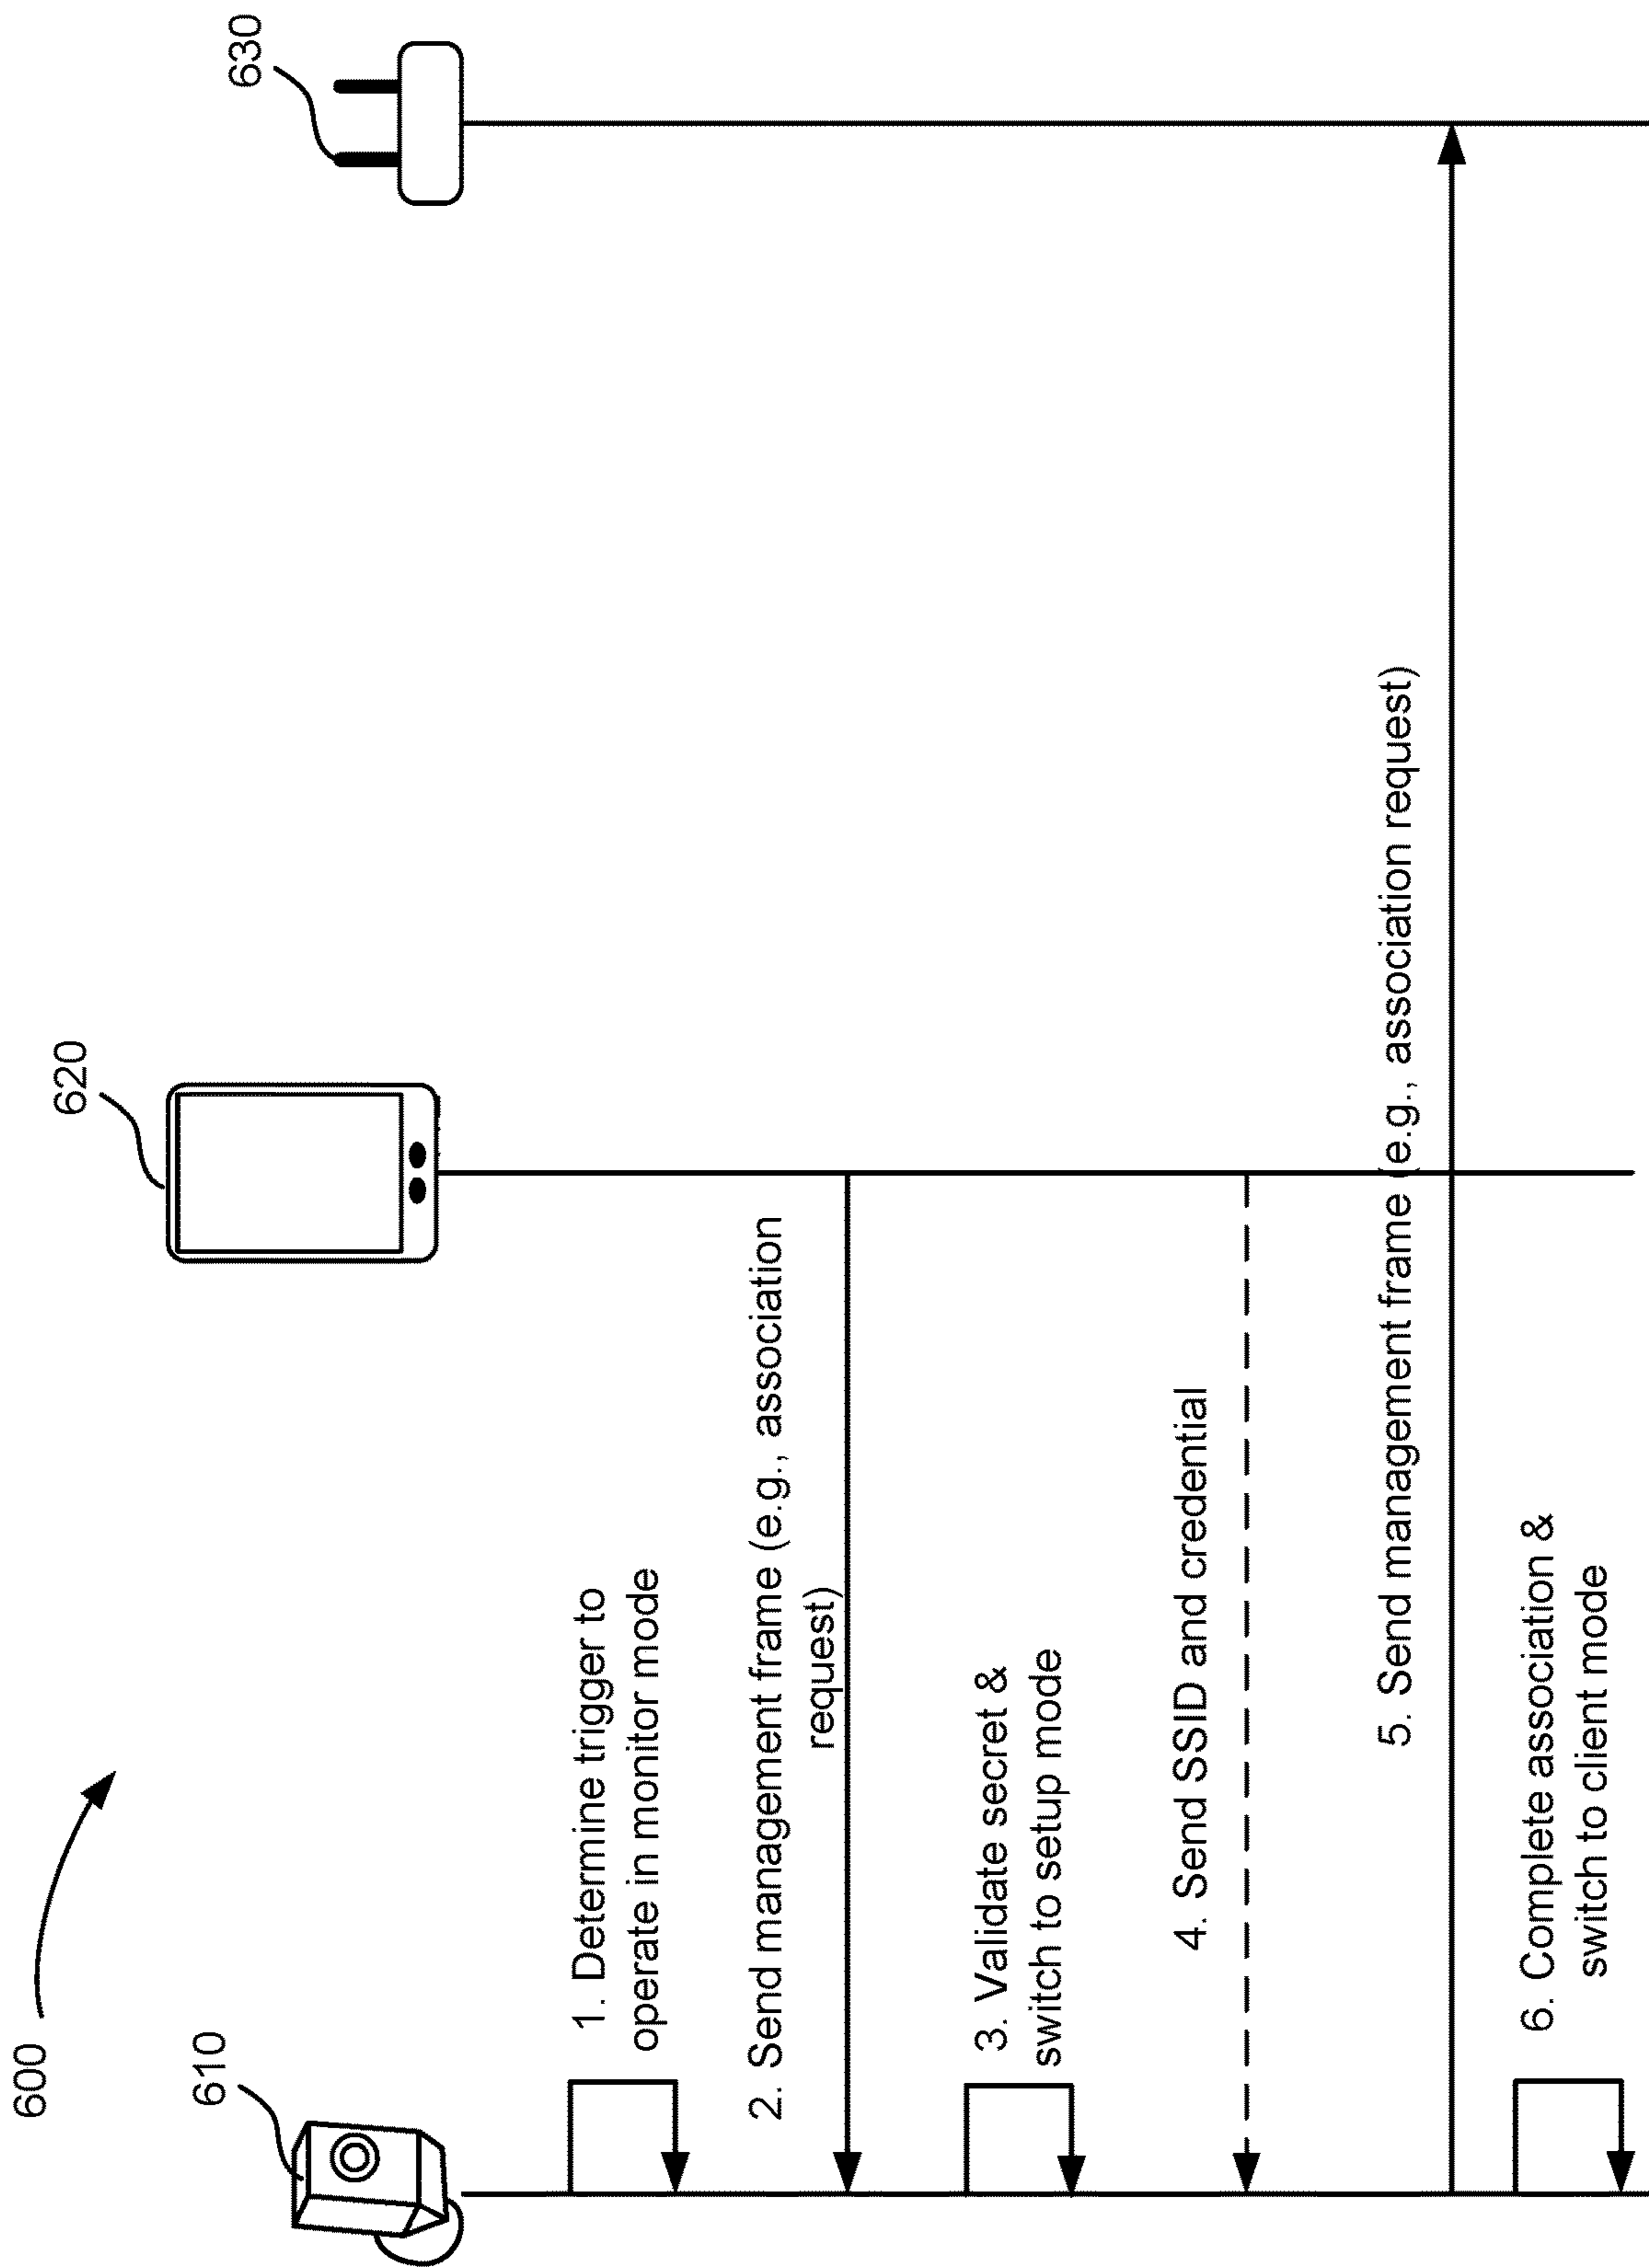 600
610
620
630
1. Determine trigger to
operate in monitor mode
2. Send management frame (e.g., association
request)
3. Validate secret &
switch to setup mode
4. Send SSID and credential
5. Send management frame (e.g., association request)
6. Complete association &
switch to client mode